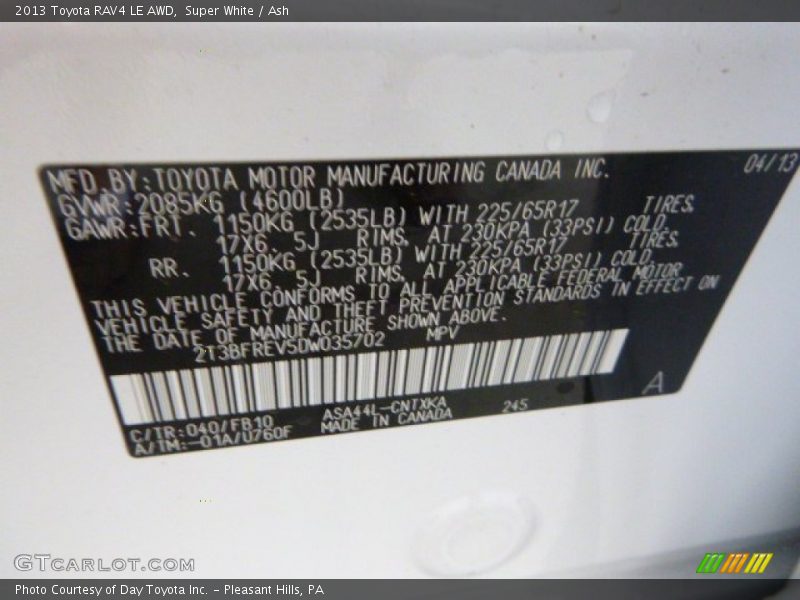 2013 Toyota RAV4 LE AWD,  Super White / Ash
04/13
MFD.BY:TOYOTA MOTOR MANUFACTURING CANADA INC.
GVWR:2085KG (4600LB)
GAWR:FRT. 1150KG (2535LB) WITH 225/65R17 TIRES,
17X6. 5J RIMS, AT 230KPA (33PSI) COLD.
RR. 1150KG (2535LB) WITH 225/65R17 TIRES,
17X6. 5J RIMS, AT 230KPA (33PSI) COLD.
THIS VEHICLE CONFORMS TO ALL APPLICABLE FEDERAL MOTOR
VEHICLE SAFETY AND THEFT PREVENTION STANDARDS IN EFFECT ON
THE DATE OF MANUFACTURE SHOWN ABOVE.
2T3BFREV5DW035702 MPV
C/TR:040/FB10 ASA44L-CNTXKA 245 A
A/TM:-01A/U760F MADE IN CANADA
GTcarlot.com
Photo Courtesy of Day Toyota Inc. - Pleasant Hills, PA